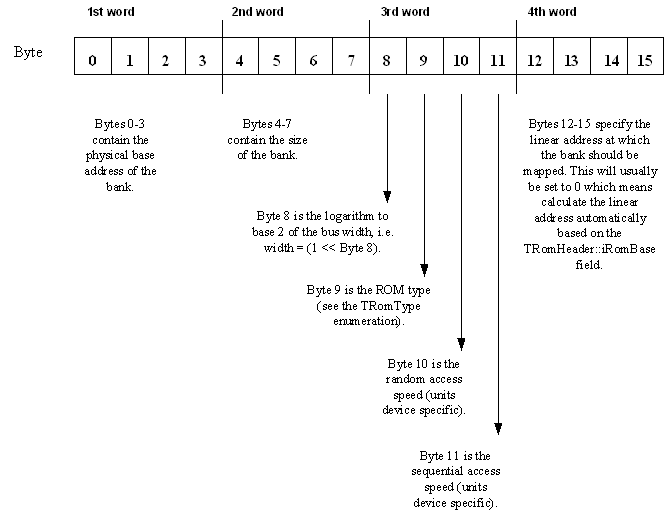 1st word 2nd word 3rd word 4th word
Byte 0 1 2 3 4 5 6 7 8 9 10 11 12 13 14 15
Bytes 0-3
contain the
physical base
address of the
bank.
Bytes 4-7
contain the size
of the bank.
Bytes 12-15 specify the
linear address at which
the bank should be
mapped. This will usually
be set to 0 which means
calculate the linear
address automatically
based on the
TRomHeader::iRomBase
field.
Byte 8 is the logarithm to
base 2 of the bus width, i.e.
width = (1 << Byte 8).
Byte 9 is the ROM type
(see the TRomType
enumeration).
Byte 10 is the
random access
speed (units
device specific).
Byte 11 is the
sequential access
speed (units
device specific).